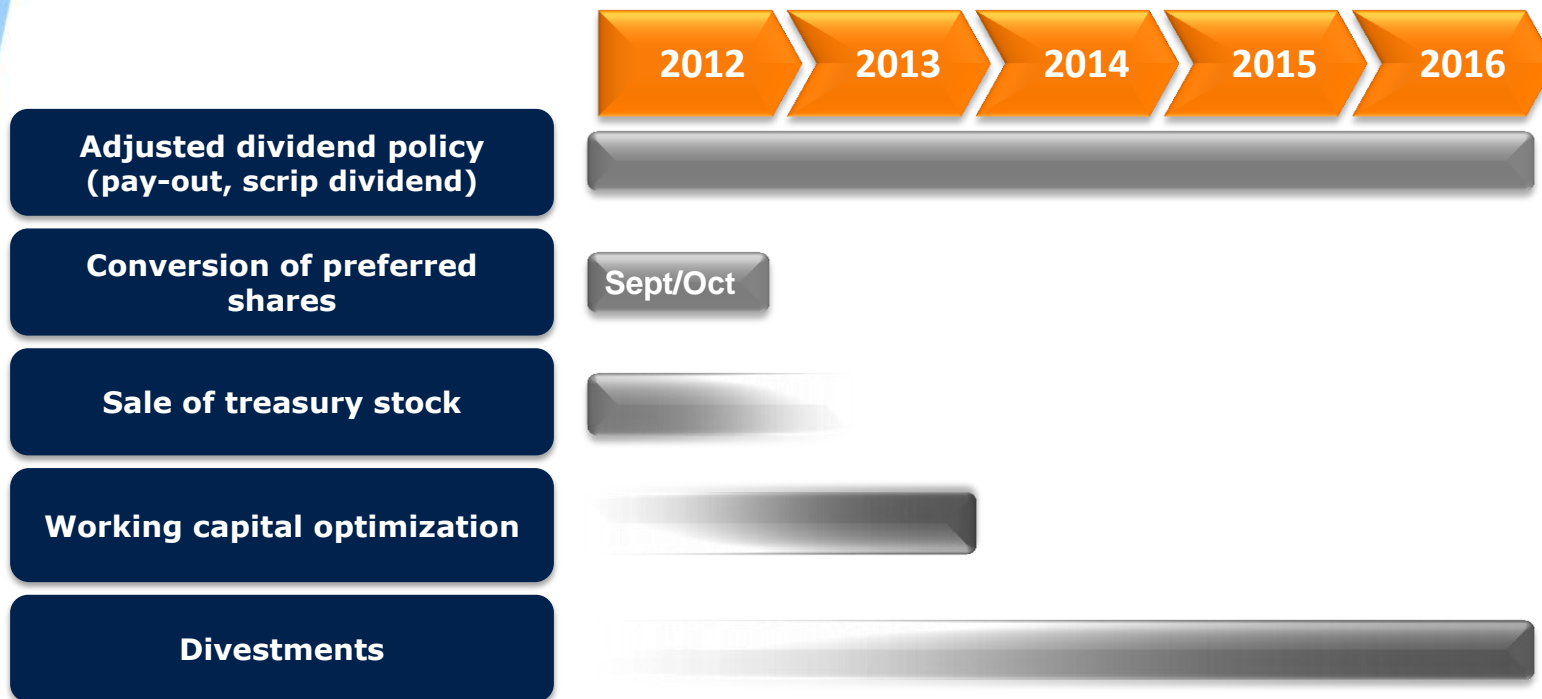 2012 2013 2014 2015 2016
Adjusted dividend policy
(pay-out, scrip dividend)
Conversion of preferred
shares
Sept/Oct
Sale of treasury stock
Working capital optimization
Divestments